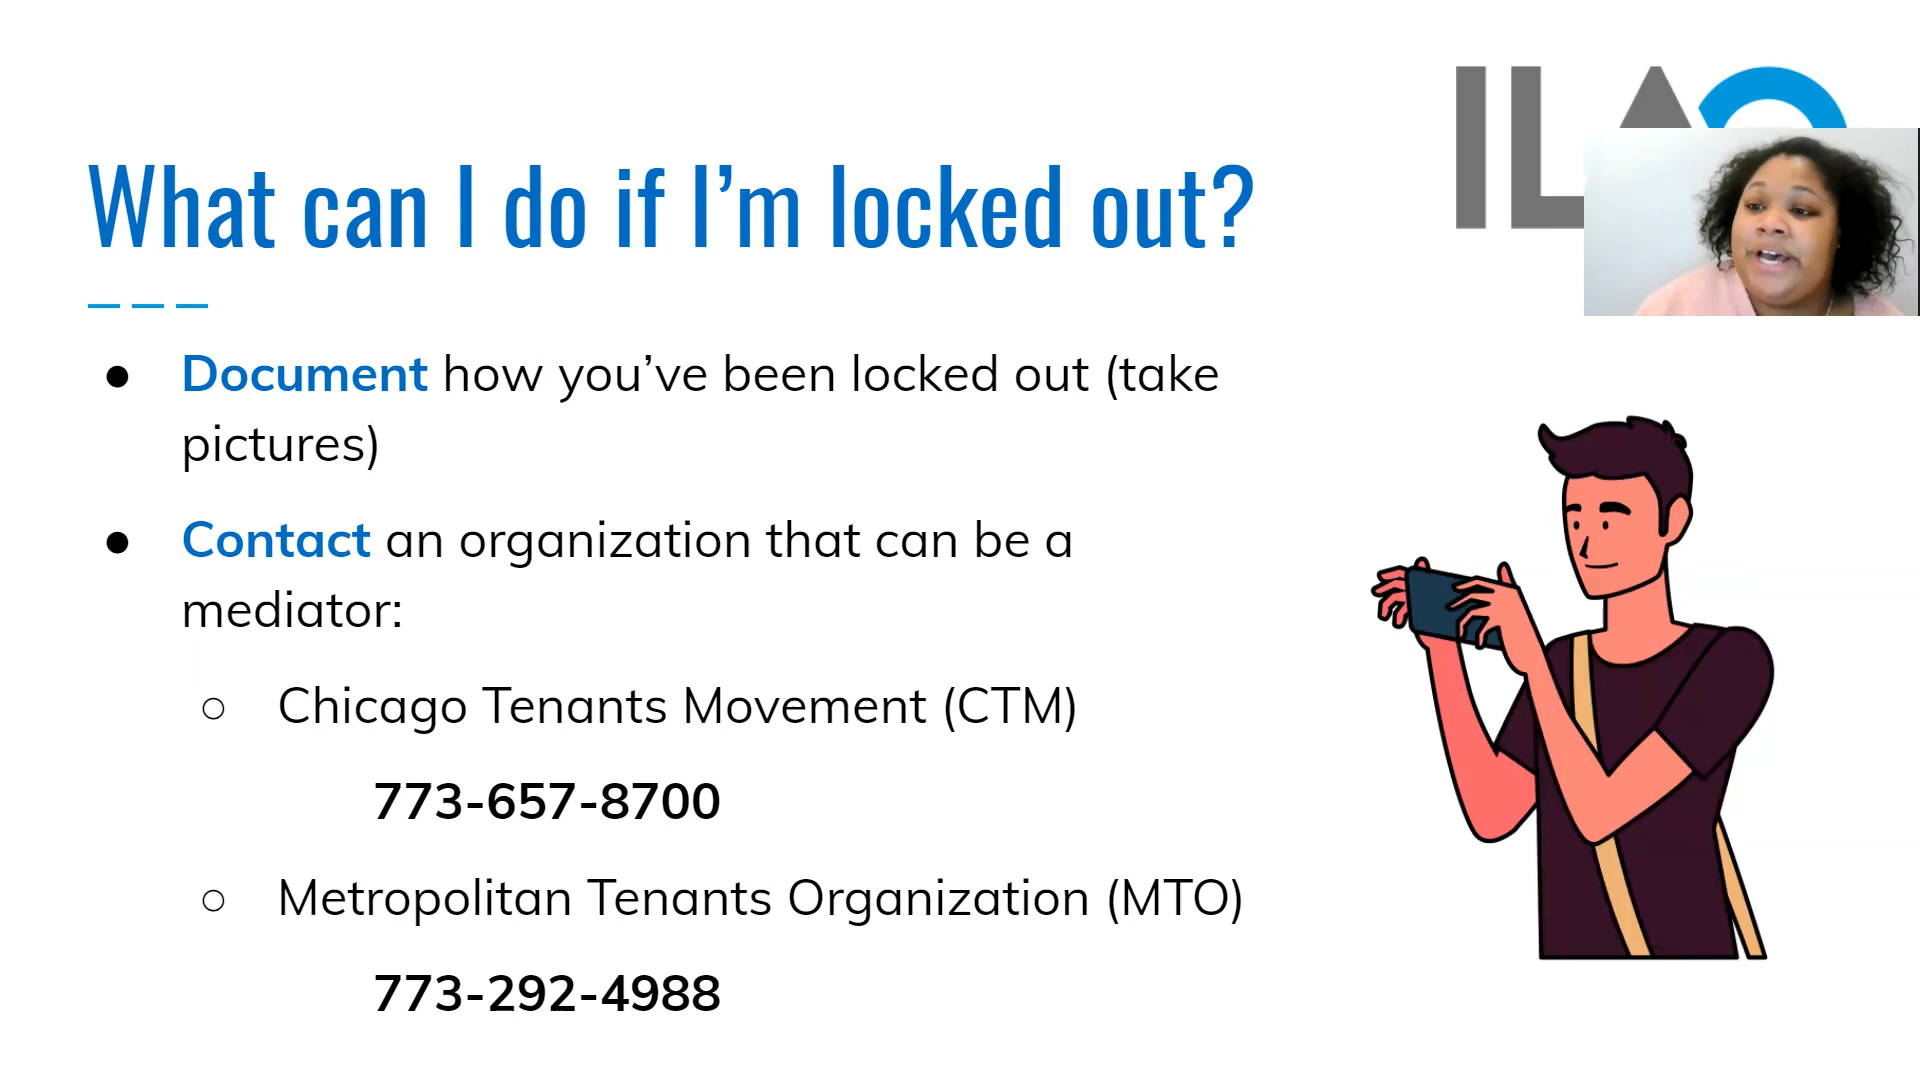 ILAO
What can I do if I’m locked out?
● Document how you’ve been locked out (take
pictures)
● Contact an organization that can be a
mediator:
○ Chicago Tenants Movement (CTM)
773-657-8700
○ Metropolitan Tenants Organization (MTO)
773-292-4988